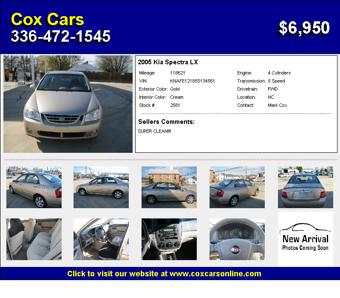 Cox Cars
336-472-1545
$6,950
2005 Kia Spectra LX
Mileage: 118621 Engine: 4 Cylinders
VIN: KNAFE121855134561 Transmission: 5 Speed
Exterior Color: Gold Drivetrain: FWD
Interior Color: Cream Location: NC
Stock #: 2581 Contact: Mark Cox
Sellers Comments:
SUPER CLEAN!!!
New Arrival
Photos Coming Soon
Click to visit our website at www.coxcarsonline.com